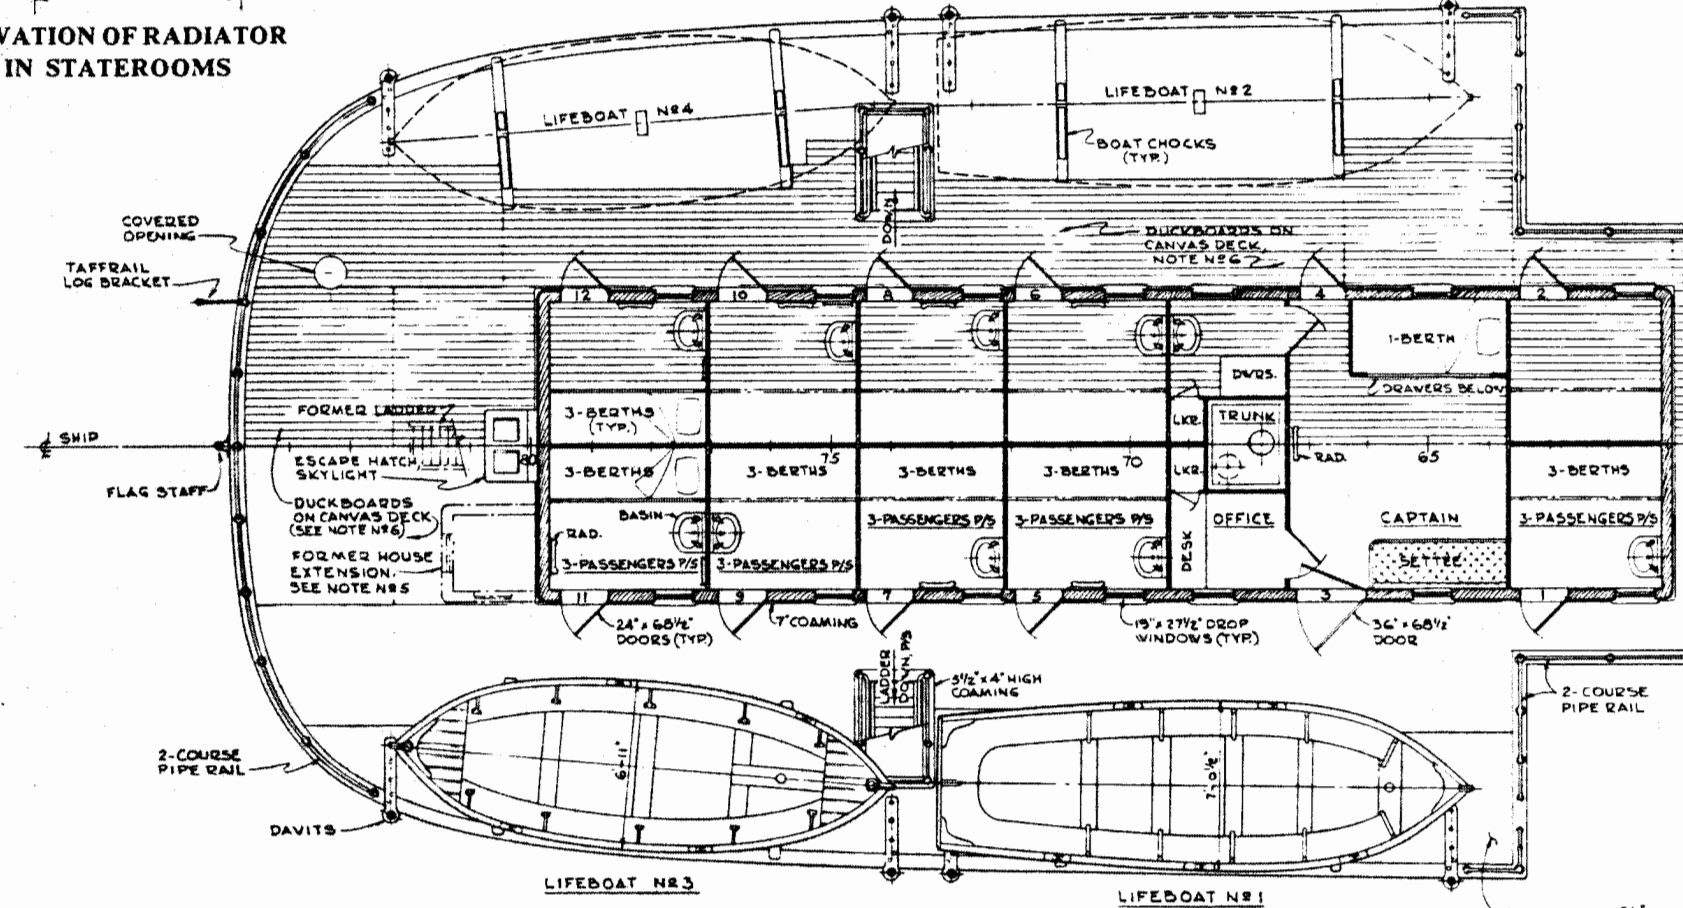 VATION OF RADIATOR
IN STATEROOMS
LIFEBOAT Nº4
LIFEBOAT Nº2
BOAT CHOCKS
(TYP.)
DOWN
COVERED
OPENING
DUCKBOARDS ON
CANVAS DECK,
NOTE Nº6
TAFFRAIL
LOG BRACKET
12
10
8
6
4
2
1-BERTH
DRAWERS BELOW
DWRS.
FORMER LADDER
3-BERTHS
(TYP.)
LKR.
TRUNK
SHIP
80
75
70
65
RAD.
ESCAPE HATCH
SKYLIGHT
3-BERTHS
3-BERTHS
3-BERTHS
3-BERTHS
LKR.
3-BERTHS
FLAG STAFF
DUCKBOARDS
ON CANVAS DECK
(SEE NOTE Nº6)
BASIN
3-PASSENGERS P/S
3-PASSENGERS P/S
OFFICE
CAPTAIN
3-PASSENGERS P/S
RAD.
DESK
FORMER HOUSE
EXTENSION.
SEE NOTE Nº5
3-PASSENGERS P/S
3-PASSENGERS P/S
SETTEE
11
9
7
5
3
1
24" x 68½"
DOORS (TYP.)
7" COAMING
19" x 27½" DROP
WINDOWS (TYP.)
36" x 68½"
DOOR
LADDER
DOWN, P/S
5½" x 4" HIGH
COAMING
2-COURSE
PIPE RAIL
2-COURSE
PIPE RAIL
6'-11"
7'-0½"
DAVITS
LIFEBOAT Nº3
LIFEBOAT Nº1